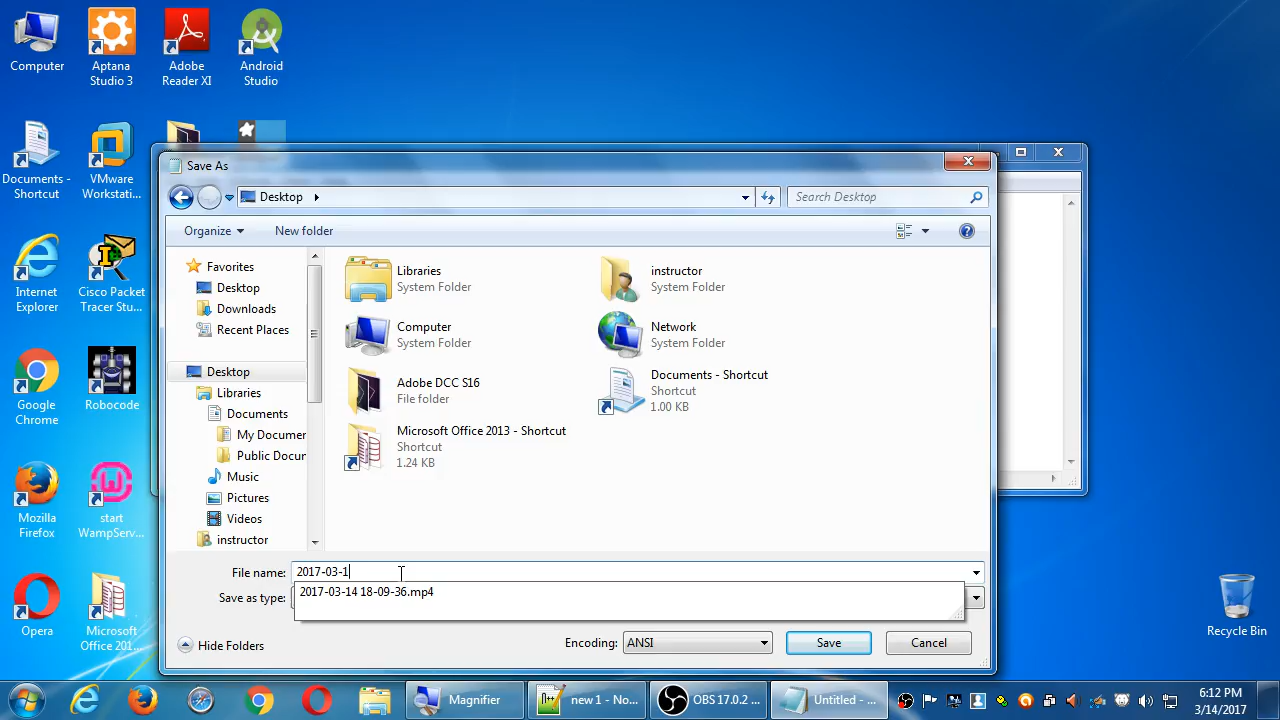 Computer
Aptana
Studio 3
Adobe
Reader XI
Android
Studio
Documents -
Shortcut
VMware
Workstati...
Internet
Explorer
Cisco Packet
Tracer Stu...
Google
Chrome
Robocode
Mozilla
Firefox
start
WampServ...
Opera
Microsoft
Office 201...
Recycle Bin
Save As
Desktop
Search Desktop
Organize
New folder
Favorites
Desktop
Downloads
Recent Places
Desktop
Libraries
Documents
My Documer
Public Docur
Music
Pictures
Videos
instructor
Libraries
System Folder
instructor
System Folder
Computer
System Folder
Network
System Folder
Adobe DCC S16
File folder
Documents - Shortcut
Shortcut
1.00 KB
Microsoft Office 2013 - Shortcut
Shortcut
1.24 KB
File name: 2017-03-1
2017-03-14 18-09-36.mp4
Save as type:
Hide Folders
Encoding: ANSI
Save
Cancel
Magnifier
new 1 - No...
OBS 17.0.2 ...
Untitled - ...
6:12 PM
3/14/2017